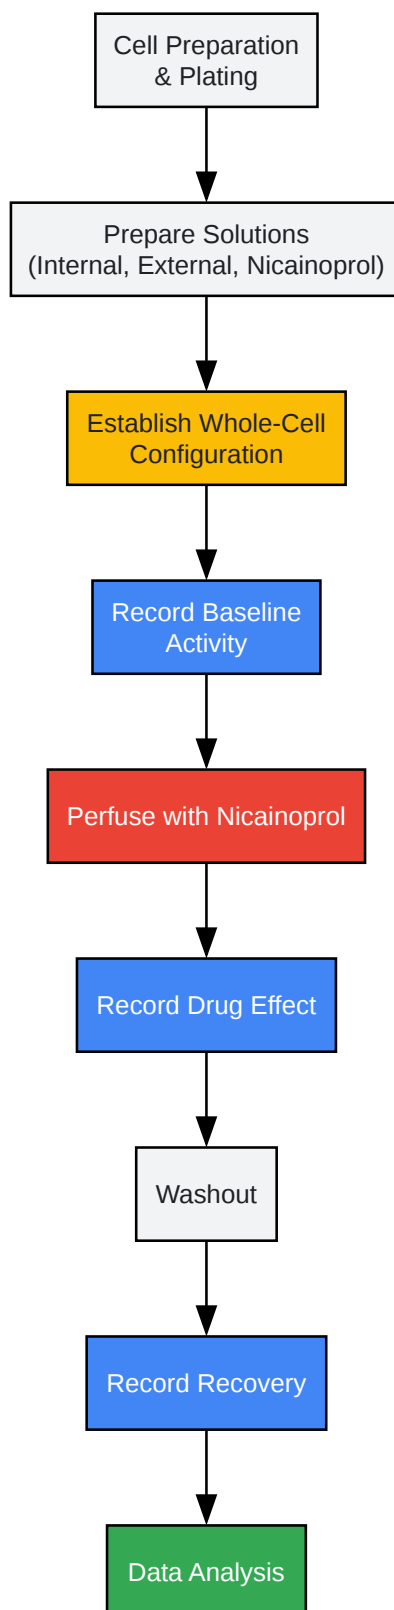 Cell Preparation
& Plating
Prepare Solutions
(Internal, External, Nicainoprol)
Establish Whole-Cell
Configuration
Record Baseline
Activity
Perfuse with Nicainoprol
Record Drug Effect
Washout
Record Recovery
Data Analysis